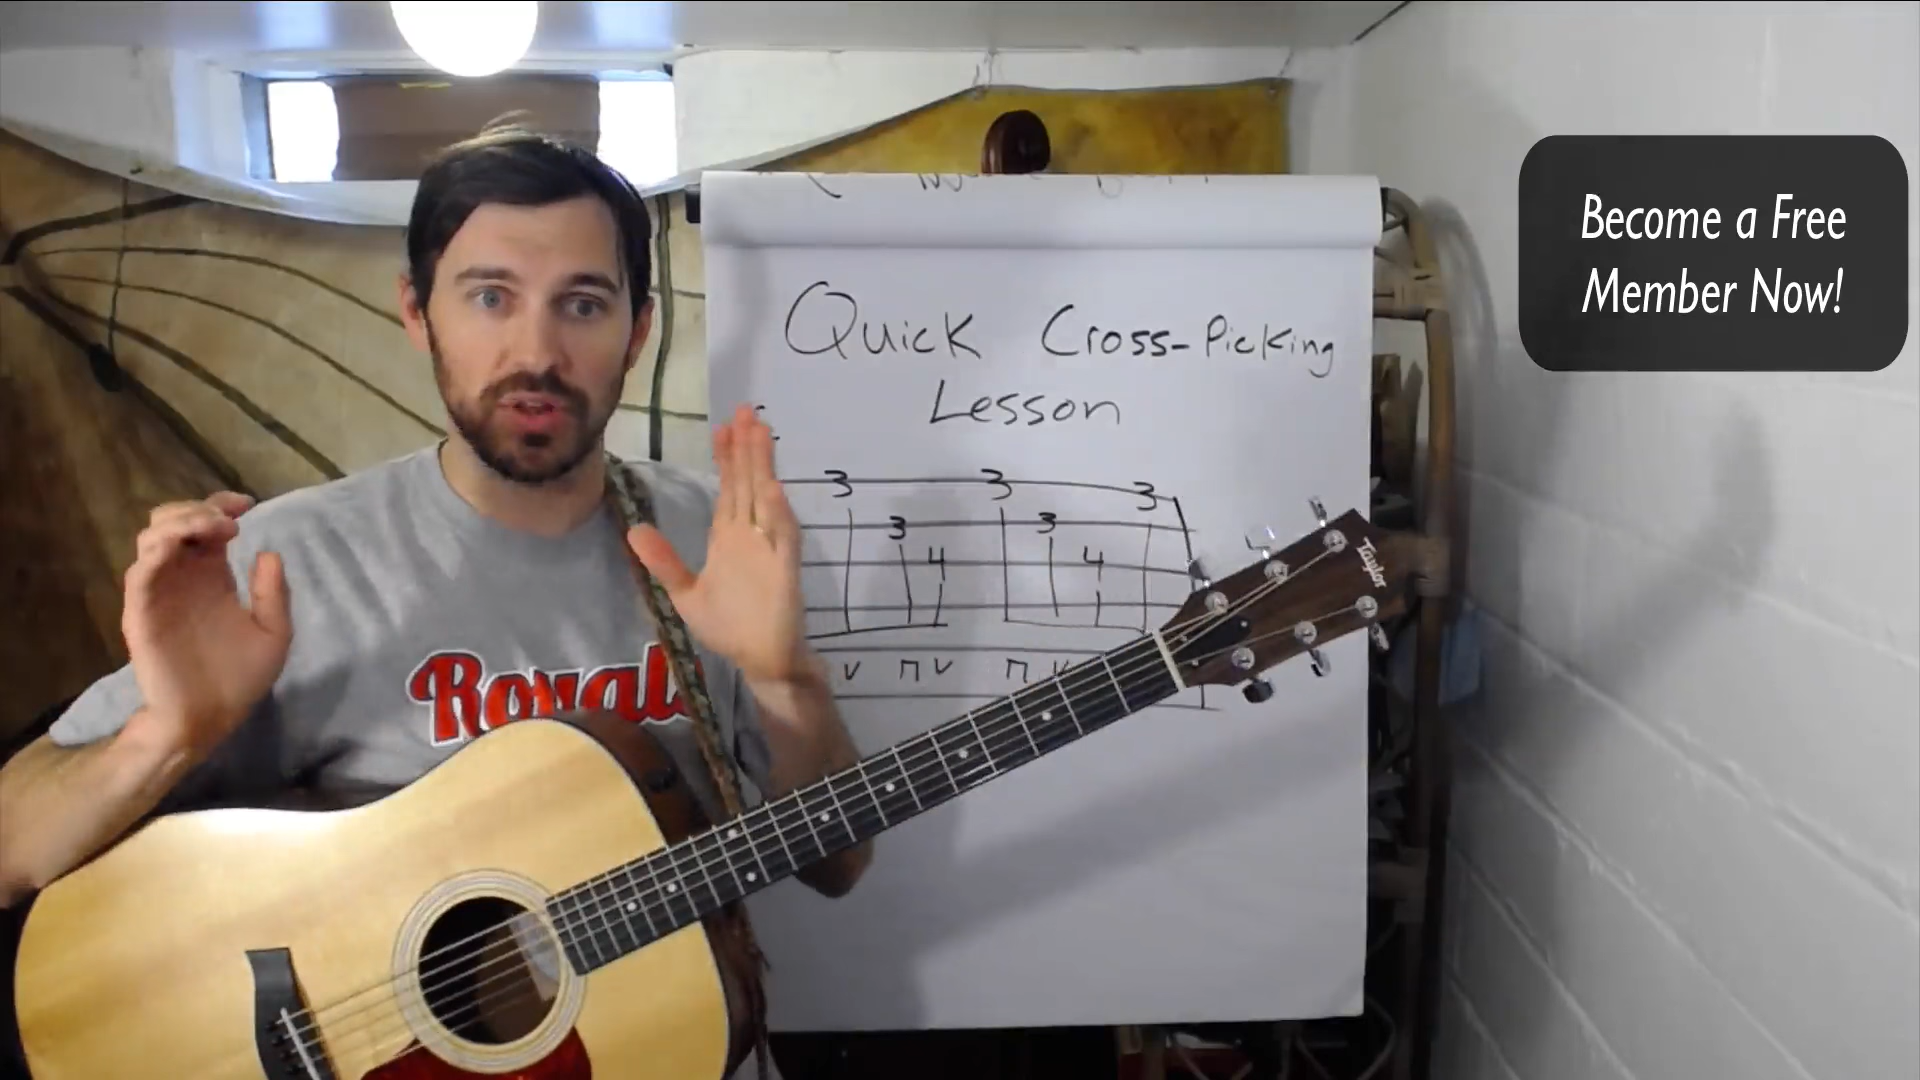 Become a Free
Member Now!
Quick Cross-Picking
Lesson
3 3 3
3 3
4 4
V П V П V
Taylor
Royals